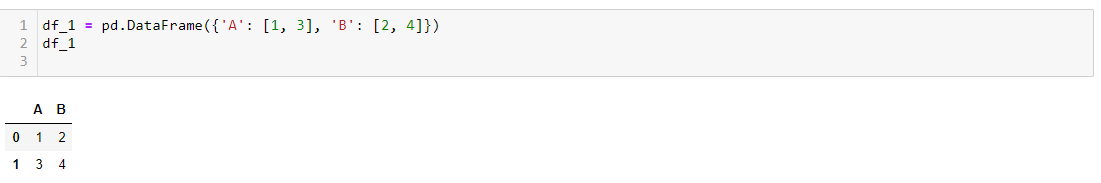 1 df_1 = pd.DataFrame({'A': [1, 3], 'B': [2, 4]})
2 df_1
3
A B
0 1 2
1 3 4